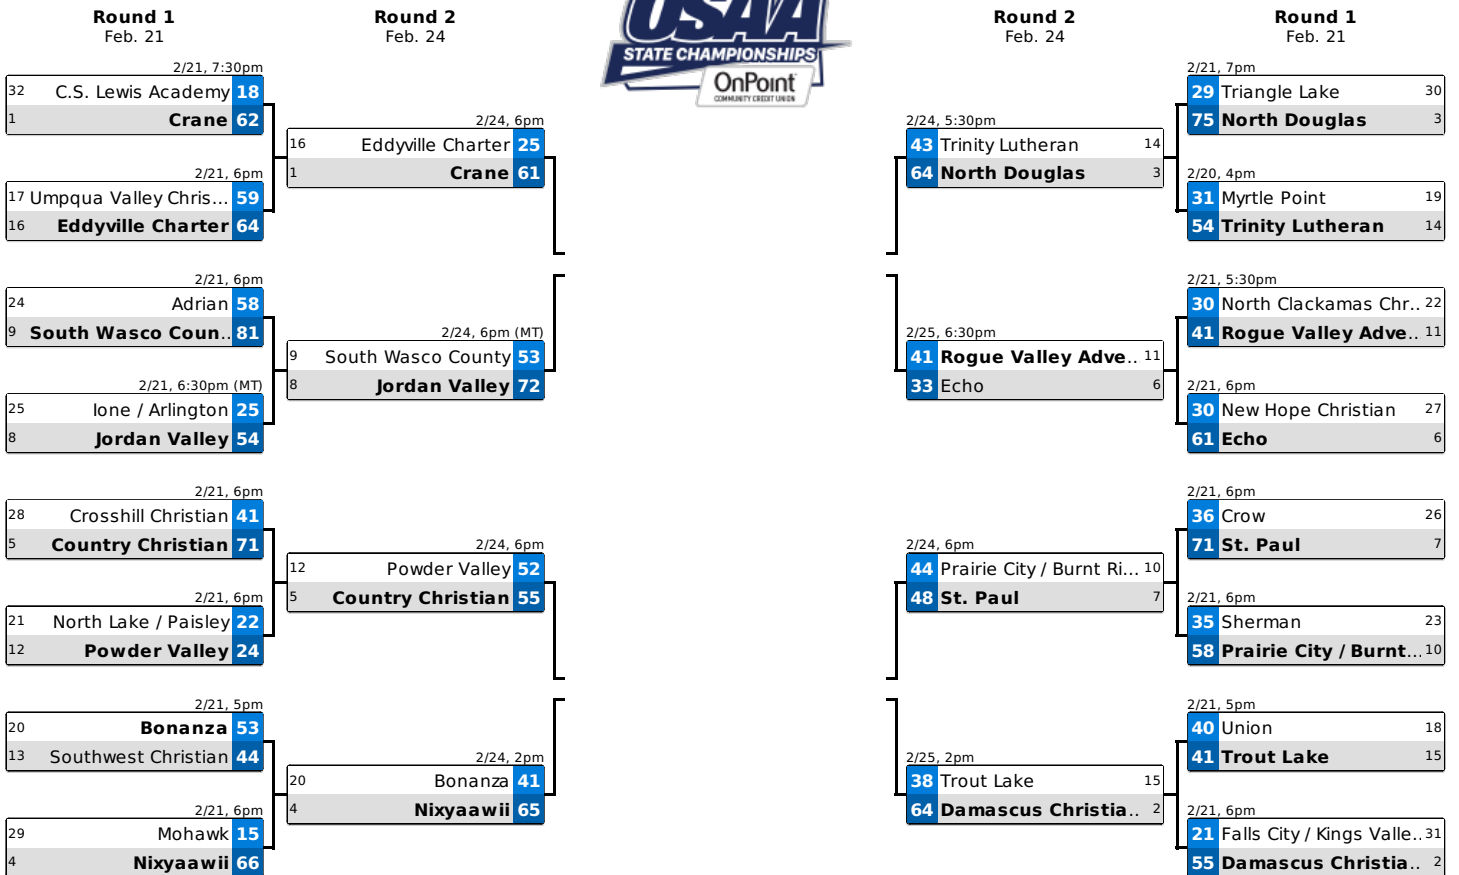 Round 1
Feb. 21
Round 2
Feb. 24
USAA
STATE CHAMPIONSHIPS
OnPoint
COMMUNITY CREDIT UNION
Round 2
Feb. 24
Round 1
Feb. 21
2/21, 7:30pm
32 C.S. Lewis Academy 18
1 Crane 62
2/21, 6pm
17 Umpqua Valley Chris... 59
16 Eddyville Charter 64
2/21, 6pm
24 Adrian 58
9 South Wasco Coun.. 81
2/21, 6:30pm (MT)
25 Ione / Arlington 25
8 Jordan Valley 54
2/21, 6pm
28 Crosshill Christian 41
5 Country Christian 71
2/21, 6pm
21 North Lake / Paisley 22
12 Powder Valley 24
2/21, 5pm
20 Bonanza 53
13 Southwest Christian 44
2/21, 6pm
29 Mohawk 15
4 Nixyaawii 66
2/24, 6pm
16 Eddyville Charter 25
1 Crane 61
2/24, 6pm (MT)
9 South Wasco County 53
8 Jordan Valley 72
2/24, 6pm
12 Powder Valley 52
5 Country Christian 55
2/24, 2pm
20 Bonanza 41
4 Nixyaawii 65
2/24, 5:30pm
43 Trinity Lutheran 14
64 North Douglas 3
2/25, 6:30pm
41 Rogue Valley Adve.. 11
33 Echo 6
2/24, 6pm
44 Prairie City / Burnt Ri... 10
48 St. Paul 7
2/25, 2pm
38 Trout Lake 15
64 Damascus Christia.. 2
2/21, 7pm
29 Triangle Lake 30
75 North Douglas 3
2/20, 4pm
31 Myrtle Point 19
54 Trinity Lutheran 14
2/21, 5:30pm
30 North Clackamas Chr.. 22
41 Rogue Valley Adve.. 11
2/21, 6pm
30 New Hope Christian 27
61 Echo 6
2/21, 6pm
36 Crow 26
71 St. Paul 7
2/21, 6pm
35 Sherman 23
58 Prairie City / Burnt... 10
2/21, 5pm
40 Union 18
41 Trout Lake 15
2/21, 6pm
21 Falls City / Kings Valle.. 31
55 Damascus Christia.. 2